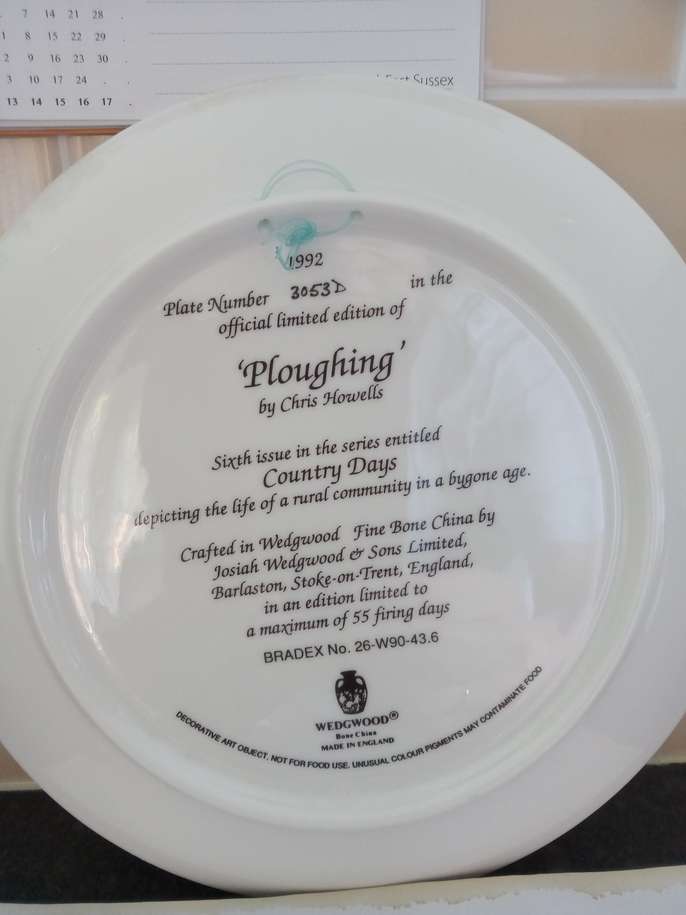 7 14 21 28
1 8 15 22 29 .
2 9 16 23 30 .
3 10 17 24 . .
13 14 15 16 17 .
East Sussex
1992
Plate Number 3053D in the
official limited edition of
‘Ploughing’
by Chris Howells
Sixth issue in the series entitled
Country Days
depicting the life of a rural community in a bygone age.
Crafted in Wedgwood Fine Bone China by
Josiah Wedgwood & Sons Limited,
Barlaston, Stoke-on-Trent, England,
in an edition limited to
a maximum of 55 firing days
BRADEX No. 26-W90-43.6
WEDGWOOD®
Bone China
MADE IN ENGLAND
DECORATIVE ART OBJECT. NOT FOR FOOD USE. UNUSUAL COLOUR PIGMENTS MAY CONTAMINATE FOOD